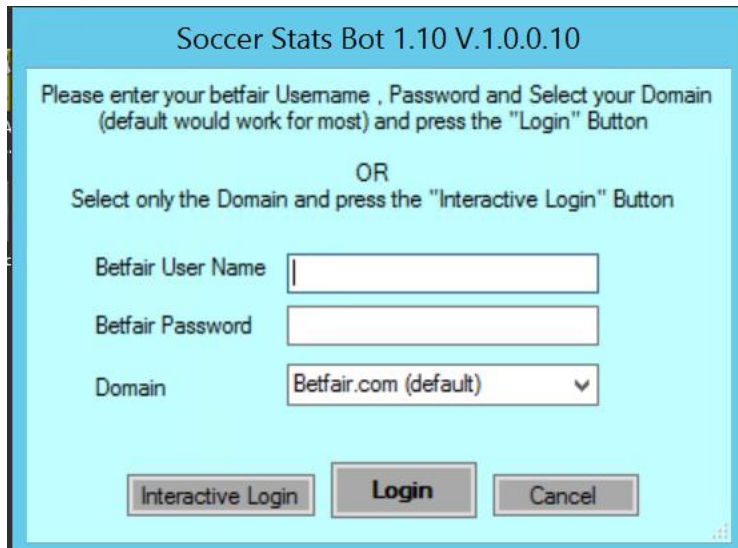 Soccer Stats Bot 1.10 V.1.0.0.10
Please enter your betfair Username , Password and Select your Domain
(default would work for most) and press the "Login" Button
OR
Select only the Domain and press the "Interactive Login" Button
Betfair User Name
Betfair Password
Domain
Betfair.com (default)
Interactive Login
Login
Cancel